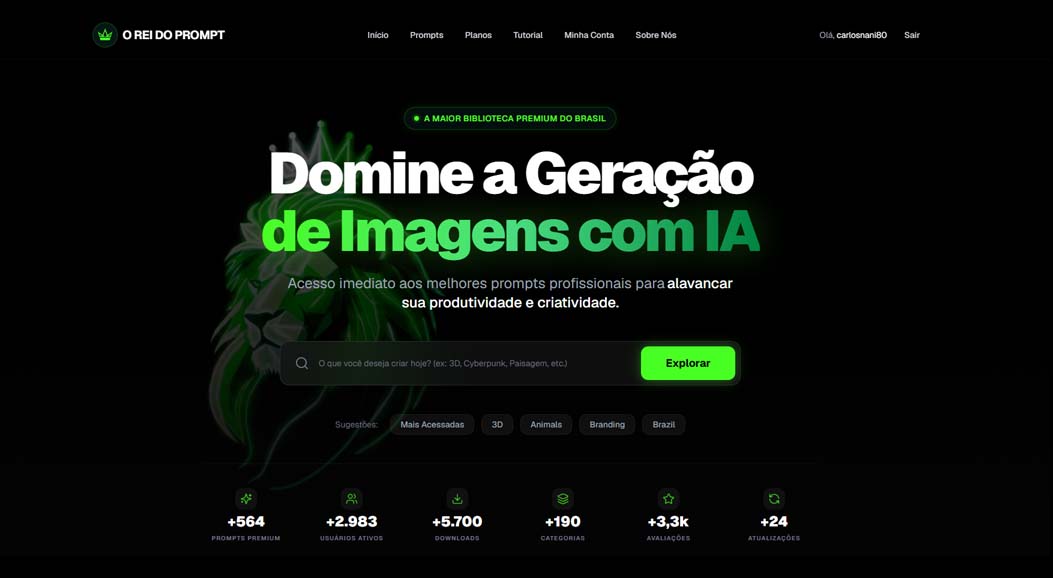 O REI DO PROMPT
Início Prompts Planos Tutorial Minha Conta Sobre Nós
Olá, carlosnani80 Sair
A MAIOR BIBLIOTECA PREMIUM DO BRASIL
Domine a Geração
de Imagens com IA
Acesso imediato aos melhores prompts profissionais para alavancar
sua produtividade e criatividade.
O que você deseja criar hoje? (ex: 3D, Cyberpunk, Paisagem, etc.)
Explorar
Sugestões: Mais Acessadas 3D Animals Branding Brazil
+564 +2.983 +5.700 +190 +3,3k +24
PROMPTS PREMIUM USUÁRIOS ATIVOS DOWNLOADS CATEGORIAS AVALIAÇÕES ATUALIZAÇÕES